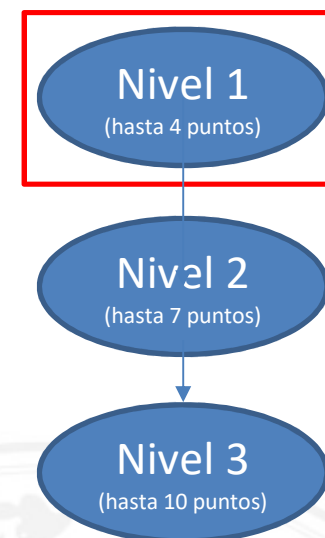 Nivel 1
(hasta 4 puntos)
Nivel 2
(hasta 7 puntos)
Nivel 3
(hasta 10 puntos)